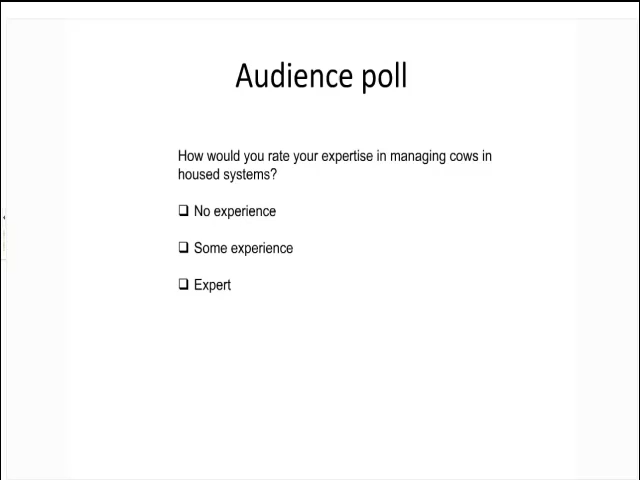 Audience poll
How would you rate your expertise in managing cows in
housed systems?
❑ No experience
❑ Some experience
❑ Expert